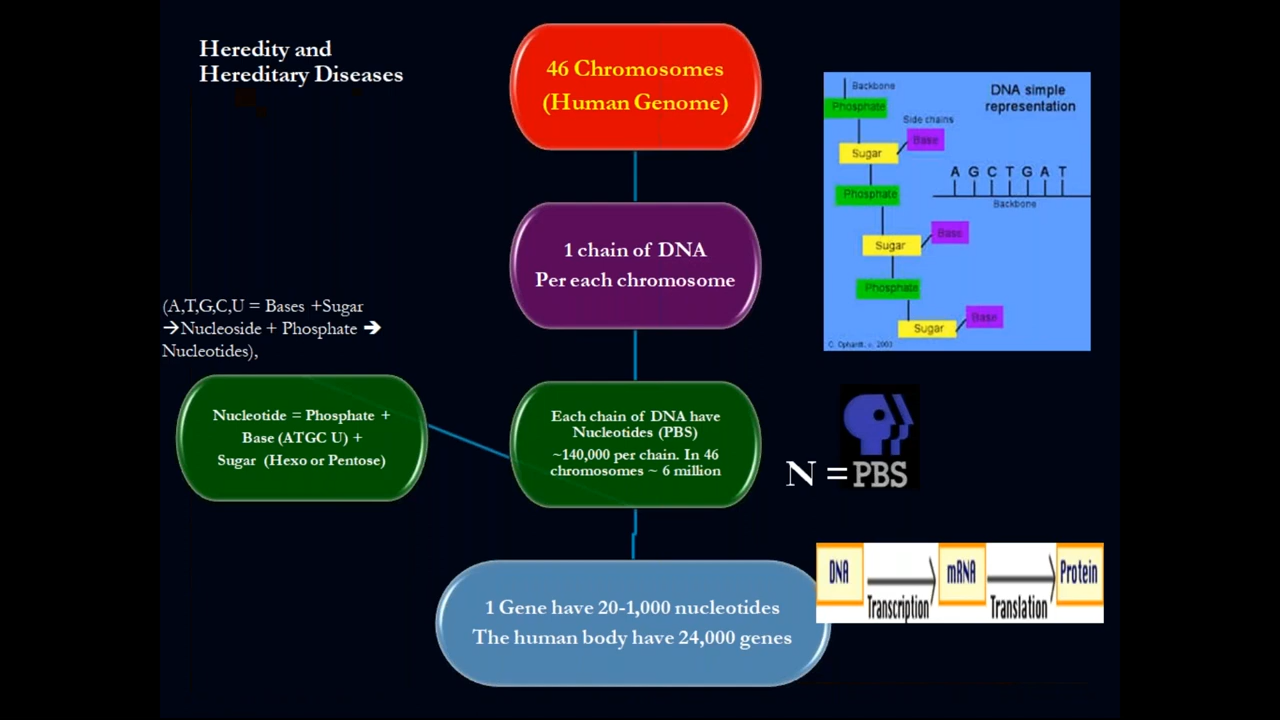 Heredity and
Hereditary Diseases
46 Chromosomes
(Human Genome)
1 chain of DNA
Per each chromosome
(A,T,G,C,U = Bases +Sugar
→Nucleoside + Phosphate →
Nucleotides),
Nucleotide = Phosphate +
Base (ATGC U) +
Sugar (Hexo or Pentose)
Each chain of DNA have
Nucleotides (PBS)
~140,000 per chain. In 46
chromosomes ~ 6 million
1 Gene have 20-1,000 nucleotides
The human body have 24,000 genes
Backbone
DNA simple
representation
Phosphate
Side chains
Base
Sugar
A G C T G A T
Phosphate
Backbone
Base
Sugar
Phosphate
Base
Sugar
C. Ophardt, c. 2003
N =
PBS
DNA
Transcription
mRNA
Translation
Protein